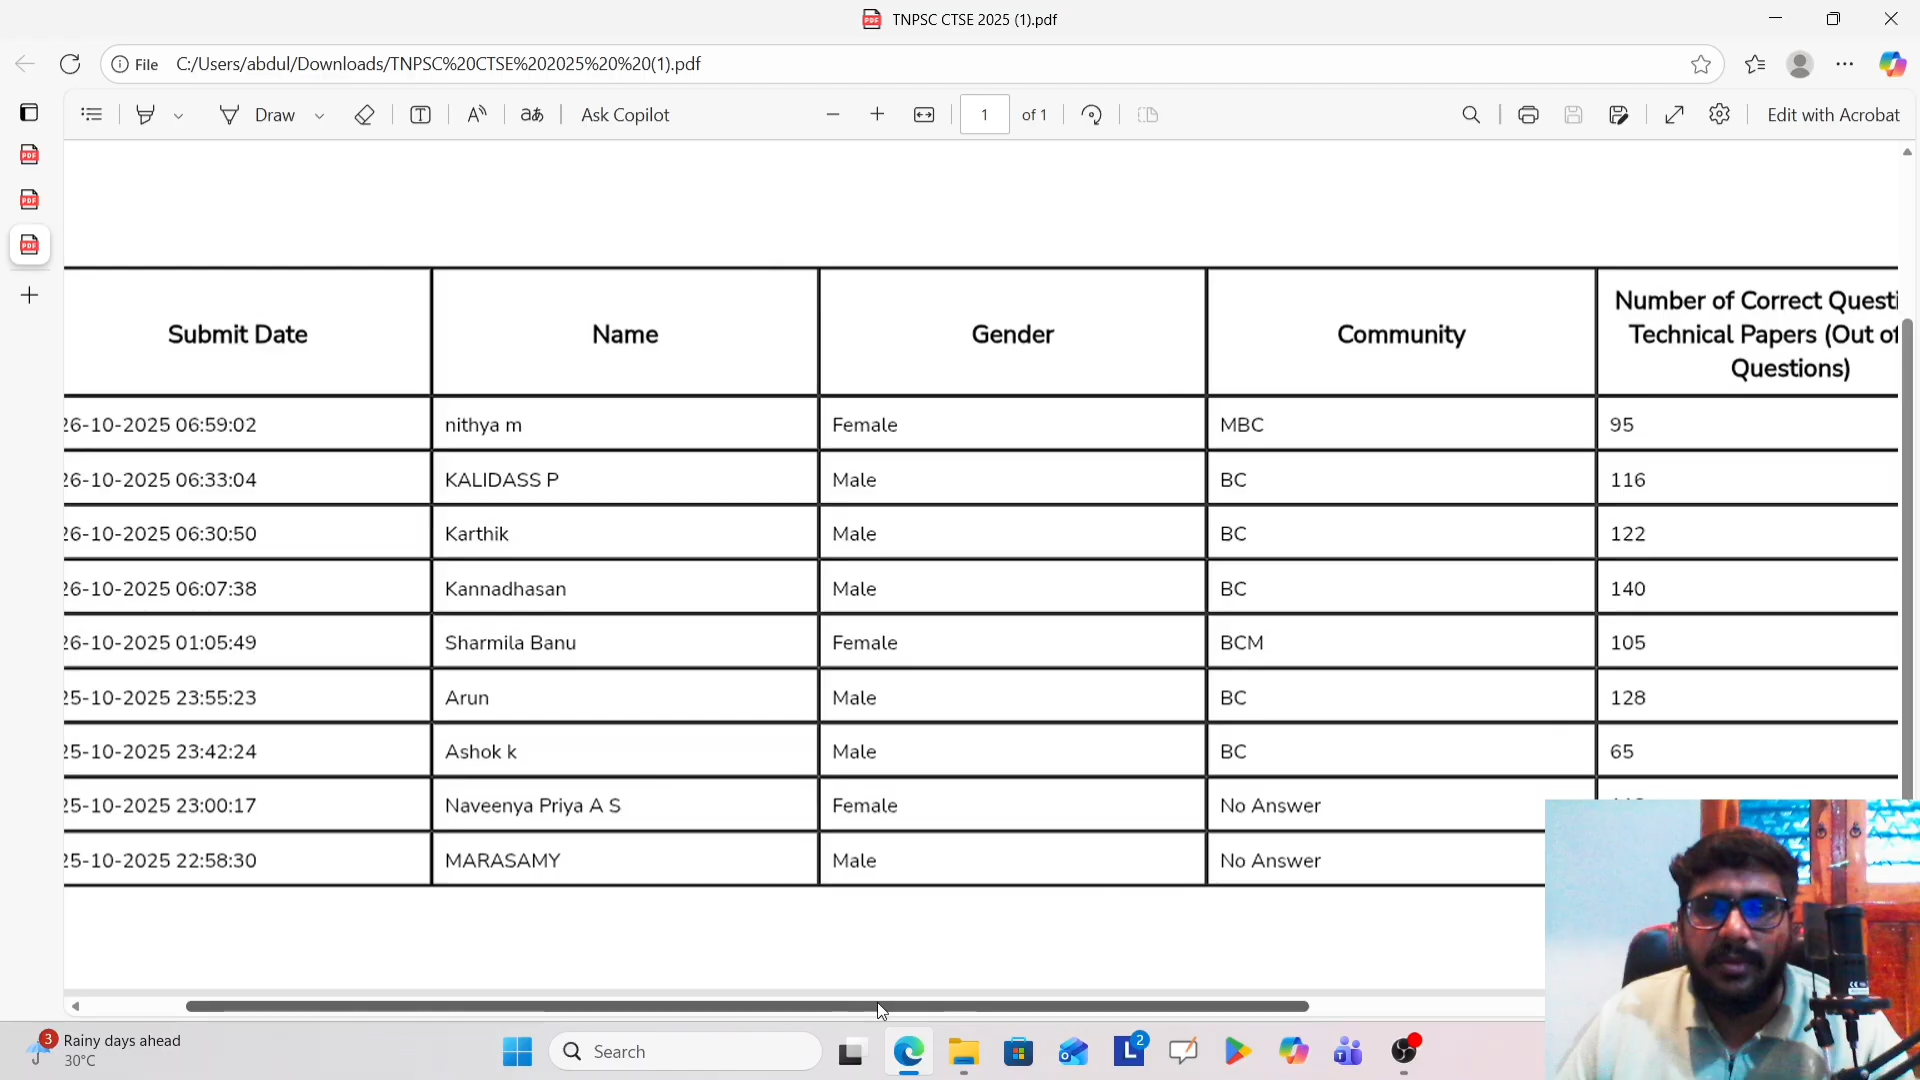 TNPSC CTSE 2025 (1).pdf
File C:/Users/abdul/Downloads/TNPSC%20CTSE%202025%20%20(1).pdf
Draw aあ Ask Copilot 1 of 1 Edit with Acrobat
Submit Date Name Gender Community
Number of Correct Questi
Technical Papers (Out of
Questions)
26-10-2025 06:59:02 nithya m Female MBC 95
26-10-2025 06:33:04 KALIDASS P Male BC 116
26-10-2025 06:30:50 Karthik Male BC 122
26-10-2025 06:07:38 Kannadhasan Male BC 140
26-10-2025 01:05:49 Sharmila Banu Female BCM 105
25-10-2025 23:55:23 Arun Male BC 128
25-10-2025 23:42:24 Ashok k Male BC 65
25-10-2025 23:00:17 Naveenya Priya A S Female No Answer
25-10-2025 22:58:30 MARASAMY Male No Answer
3 Rainy days ahead
30°C
Search
2